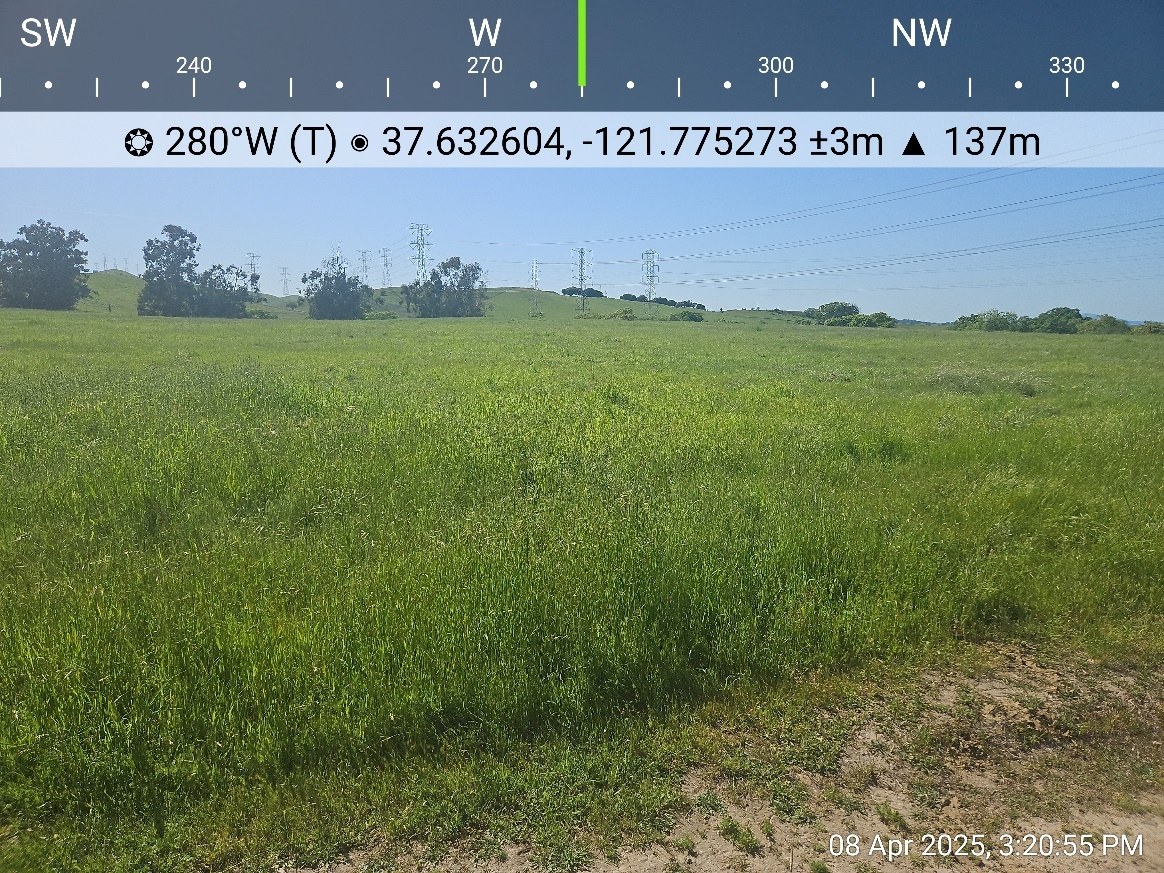 SW W NW
240 270 300 330
280°W (T) ◉ 37.632604, -121.775273 ±3m ▲ 137m
08 Apr 2025, 3:20:55 PM